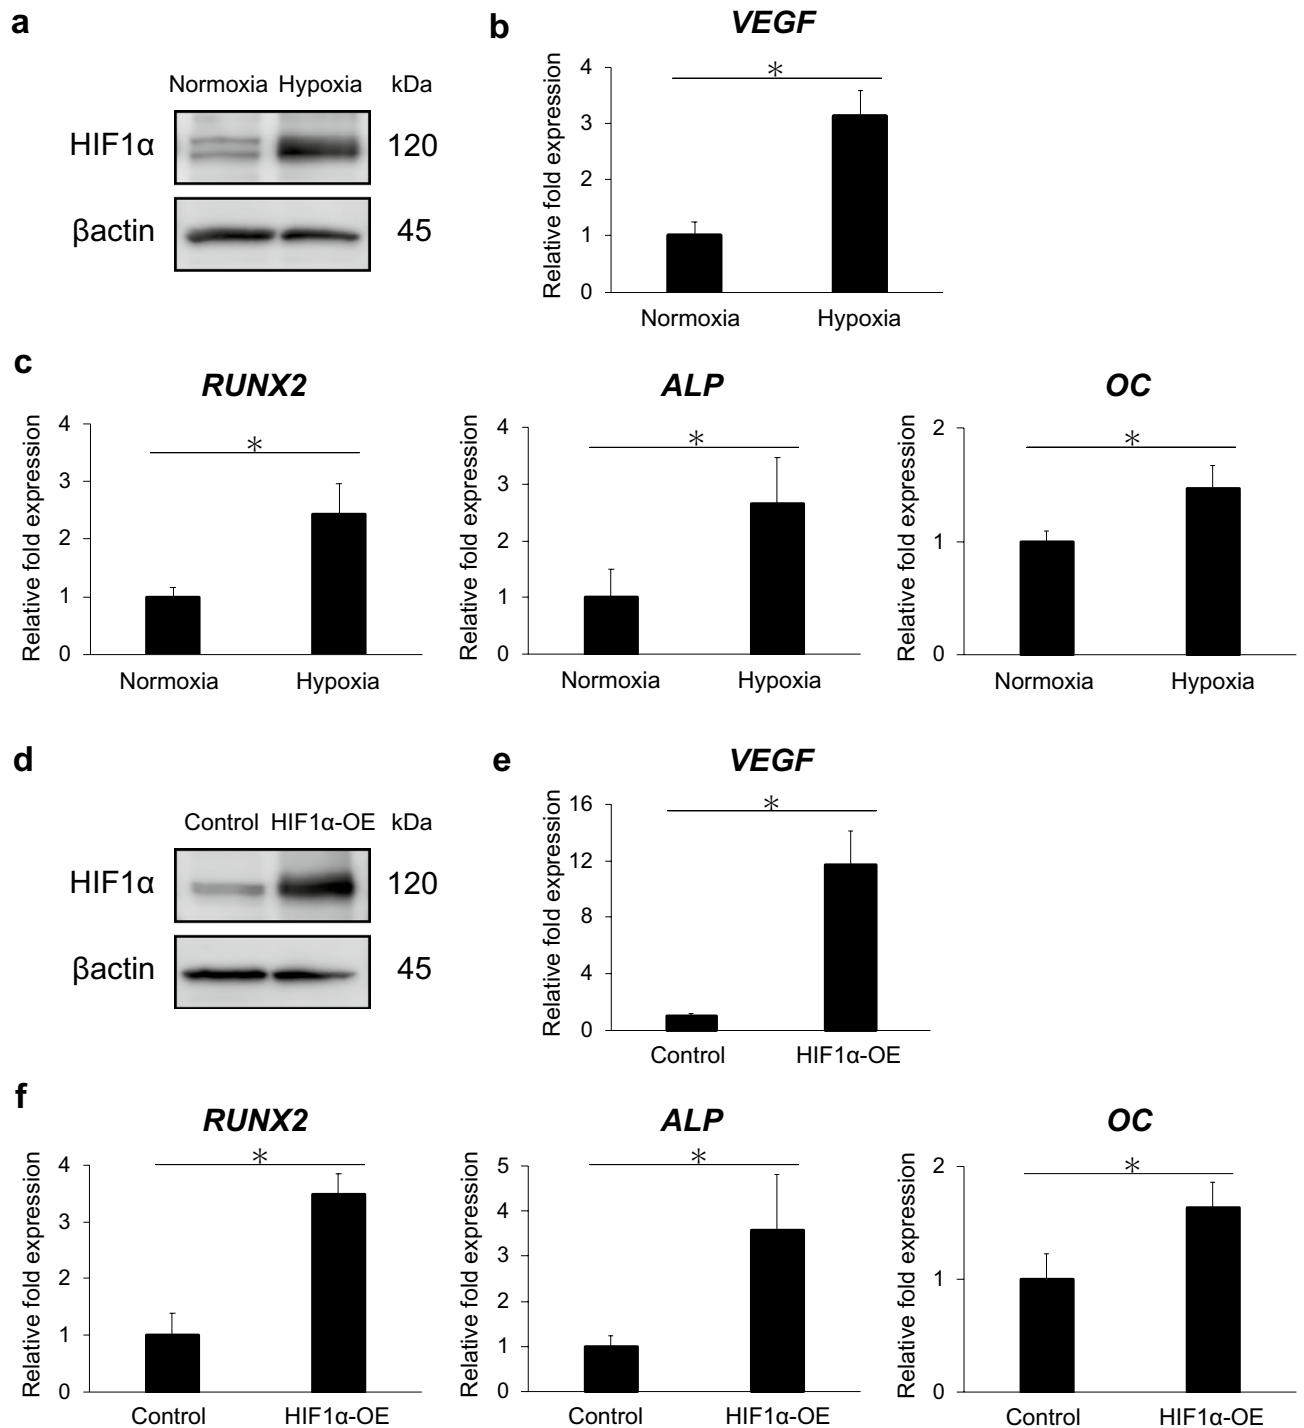 a
Normoxia Hypoxia kDa
HIF1α 120
βactin 45
b
VEGF
Relative fold expression
4
3
2
1
0
*
Normoxia Hypoxia
c
RUNX2
Relative fold expression
4
3
2
1
0
*
Normoxia Hypoxia
ALP
Relative fold expression
4
3
2
1
0
*
Normoxia Hypoxia
OC
Relative fold expression
2
1
0
*
Normoxia Hypoxia
d
Control HIF1α-OE kDa
HIF1α 120
βactin 45
e
VEGF
Relative fold expression
16
12
8
4
0
*
Control HIF1α-OE
f
RUNX2
Relative fold expression
4
3
2
1
0
*
Control HIF1α-OE
ALP
Relative fold expression
5
4
3
2
1
0
*
Control HIF1α-OE
OC
Relative fold expression
2
1
0
*
Control HIF1α-OE